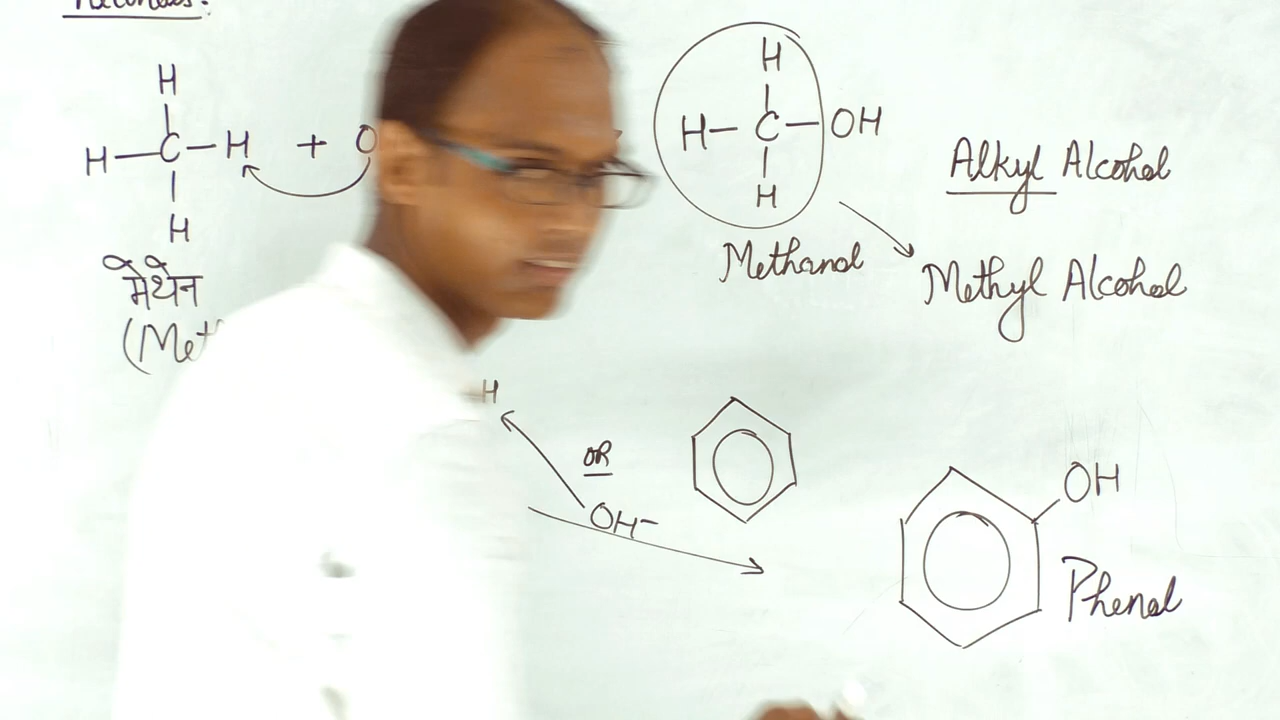 H
H—C—H + O
H
मेथेन
(Met
H
H—C—OH
H
Methanol
Alkyl Alcohol
Methyl Alcohol
H
OR
OH⁻
OH
Phenol